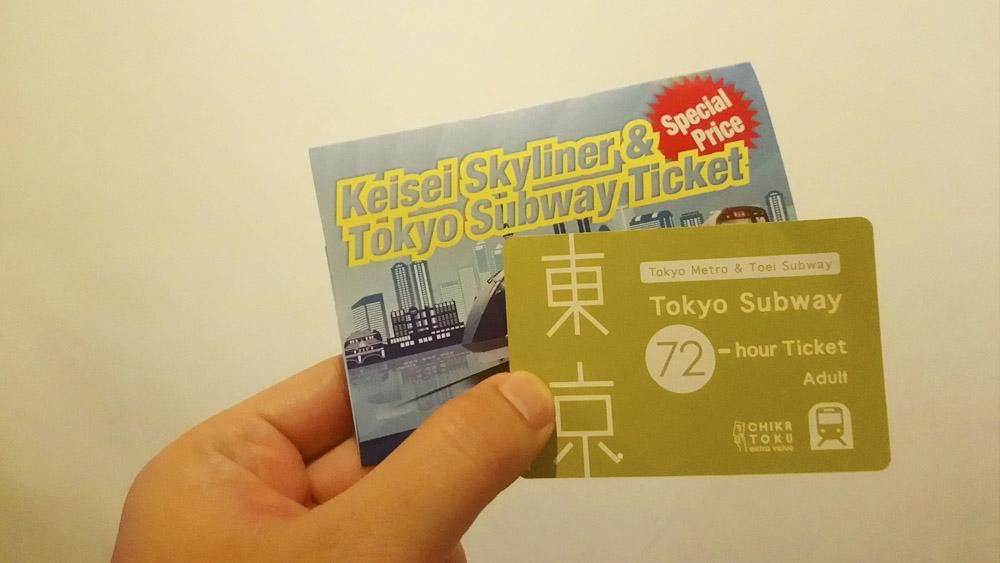 Keisei Skyliner &
Tokyo Subway Ticket
Special
Price
東京
Tokyo Metro & Toei Subway
Tokyo Subway
72-hour Ticket
Adult
CHIKA
TOKU
extra value